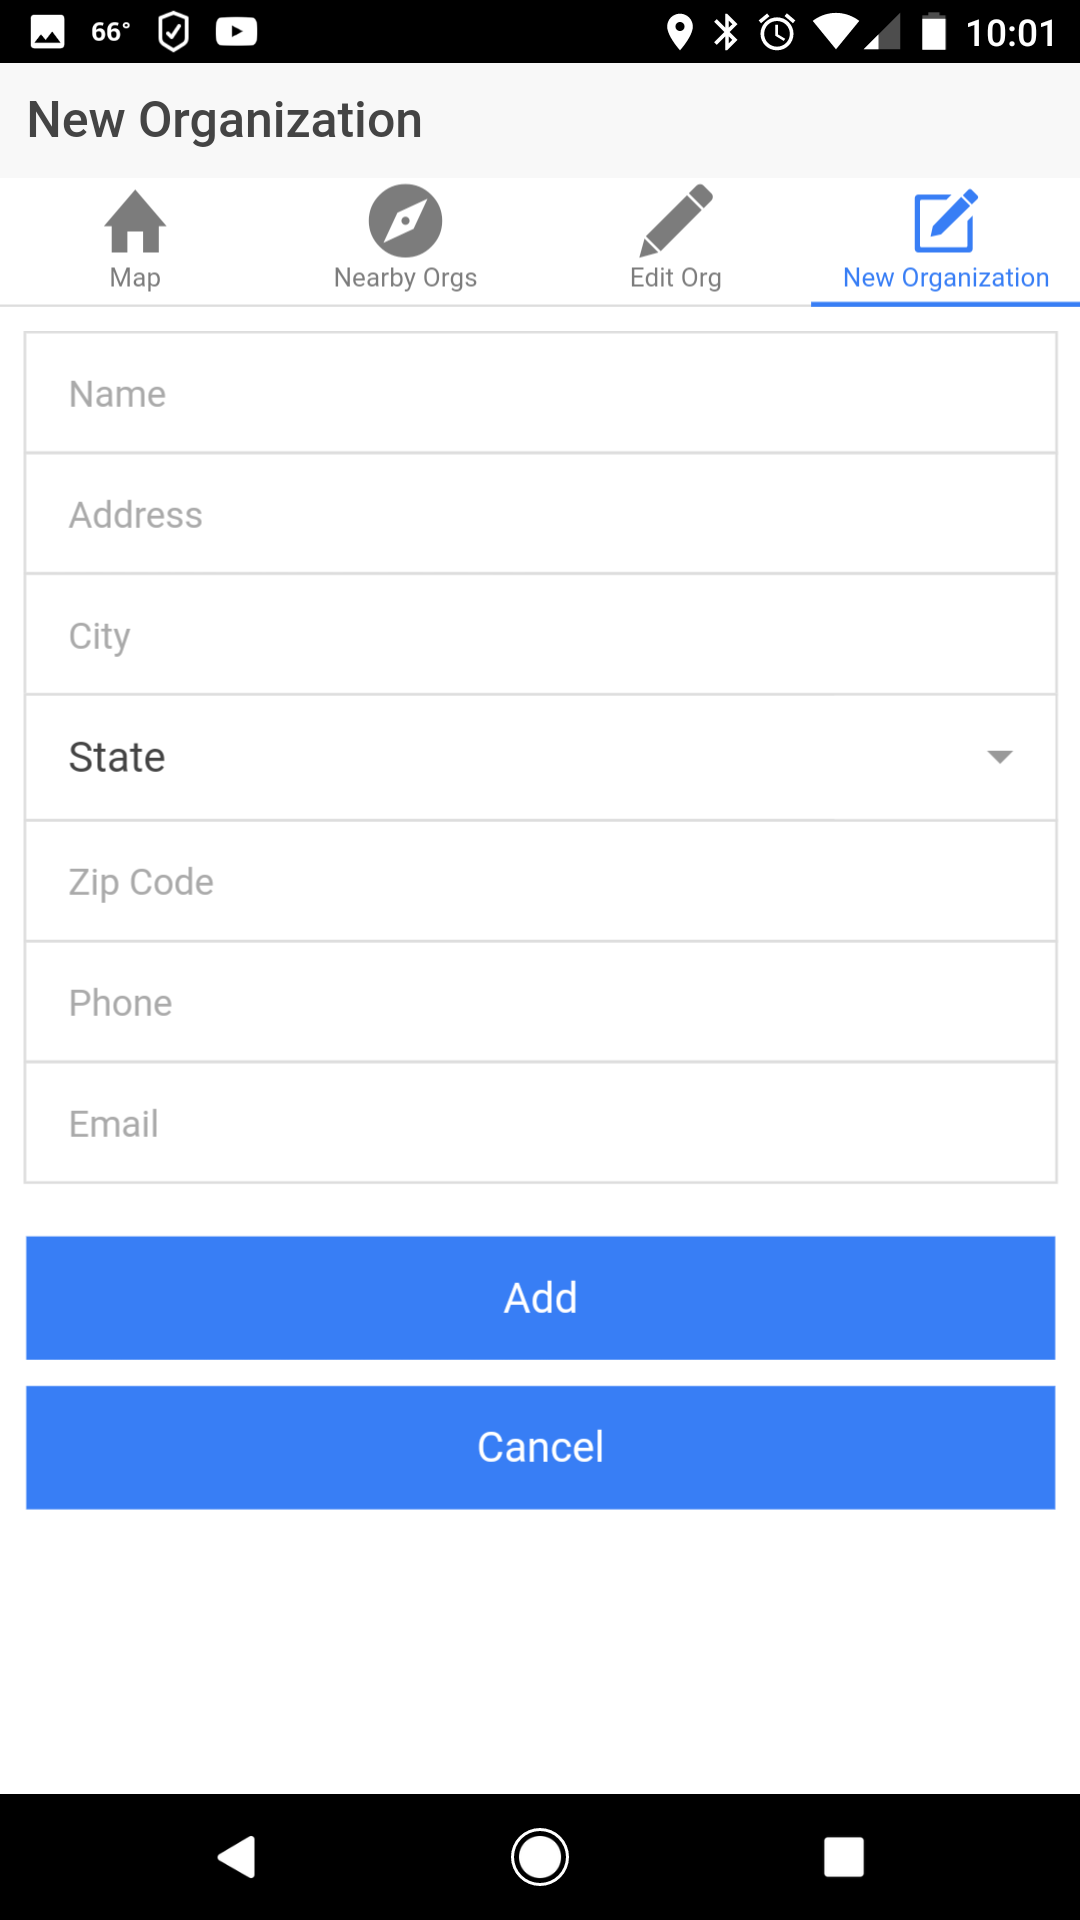 66° 10:01
New Organization
Map Nearby Orgs Edit Org New Organization
Name
Address
City
State
Zip Code
Phone
Email
Add
Cancel